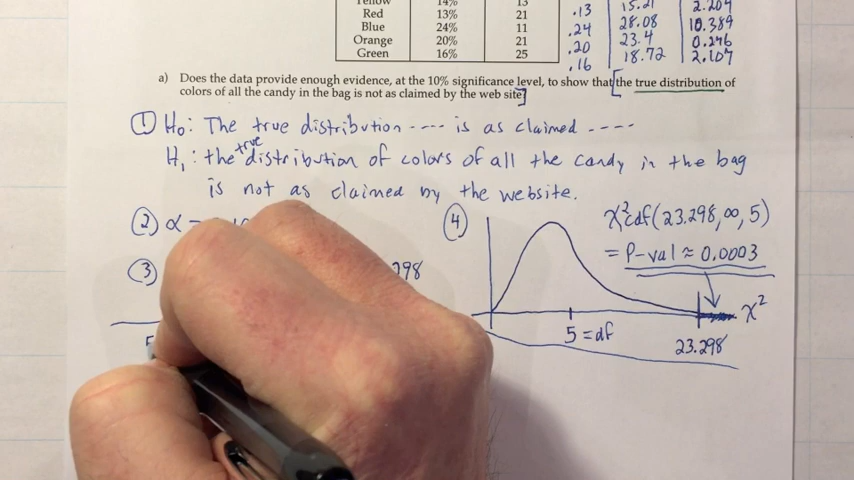 Yellow 14% 13 15.21 2.204
Red 13% 21 .13 28.08 10.389
Blue 24% 11 .24 23.4 0.246
Orange 20% 21 .20 18.72 2.107
Green 16% 25 .16
a) Does the data provide enough evidence, at the 10% significance level, to show that [the true distribution of
colors of all the candy in the bag is not as claimed by the web site]
① H₀: The true distribution ---- is as claimed ----
H₁: the true distribution of colors of all the candy in the bag
is not as claimed by the website.
② α =
③ 298
④ χ²cdf(23.298, ∞, 5)
= P-val ≈ 0.0003
χ²
5 = df
23.298